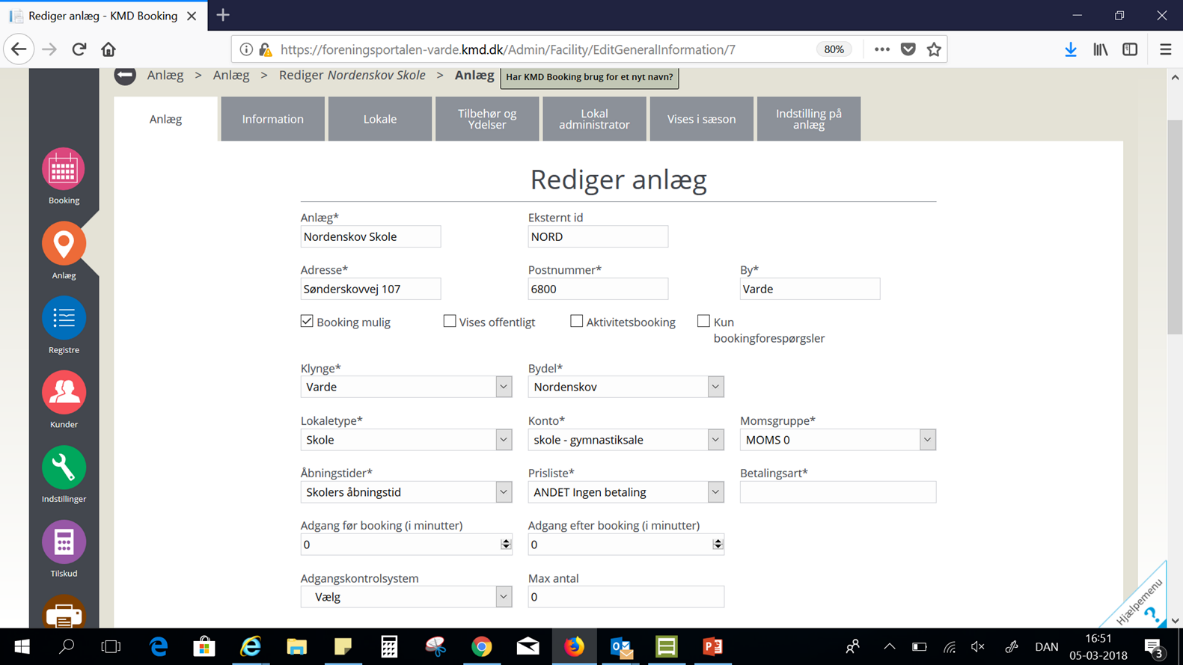 Rediger anlæg - KMD Booking
https://foreningsportalen-varde.kmd.dk/Admin/Facility/EditGeneralInformation/7
80%
Anlæg > Anlæg > Rediger Nordenskov Skole > Anlæg
Har KMD Booking brug for et nyt navn?
Anlæg
Information
Lokale
Tilbehør og
Ydelser
Lokal
administrator
Vises i sæson
Indstilling på
anlæg
Booking
Anlæg
Registre
Kunder
Indstillinger
Tilskud
Rediger anlæg
Anlæg* Eksternt id
Nordenskov Skole NORD
Adresse* Postnummer* By*
Sønderskovvej 107 6800 Varde
Booking mulig Vises offentligt Aktivitetsbooking Kun
bookingforespørgsler
Klynge* Bydel*
Varde Nordenskov
Lokaletype* Konto* Momsgruppe*
Skole skole - gymnastiksale MOMS 0
Åbningstider* Prisliste* Betalingsart*
Skolers åbningstid ANDET Ingen betaling
Adgang før booking (i minutter) Adgang efter booking (i minutter)
0 0
Adgangskontrolsystem Max antal
Vælg 0
Hjælpemenu
?
DAN
16:51
05-03-2018
3